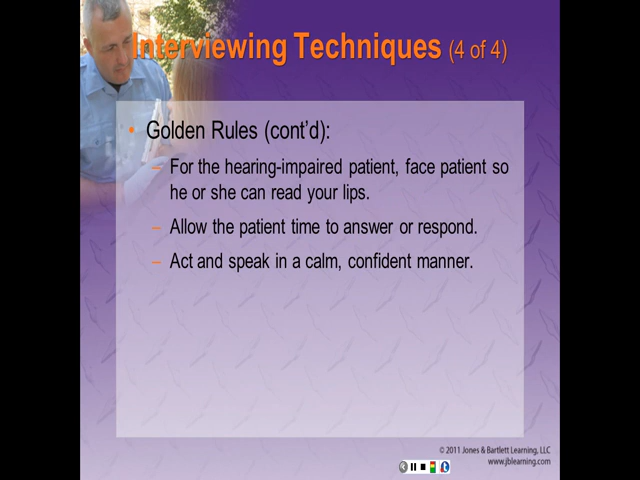 Interviewing Techniques (4 of 4)
• Golden Rules (cont’d):
– For the hearing-impaired patient, face patient so
he or she can read your lips.
– Allow the patient time to answer or respond.
– Act and speak in a calm, confident manner.
© 2011 Jones & Bartlett Learning, LLC
www.jblearning.com